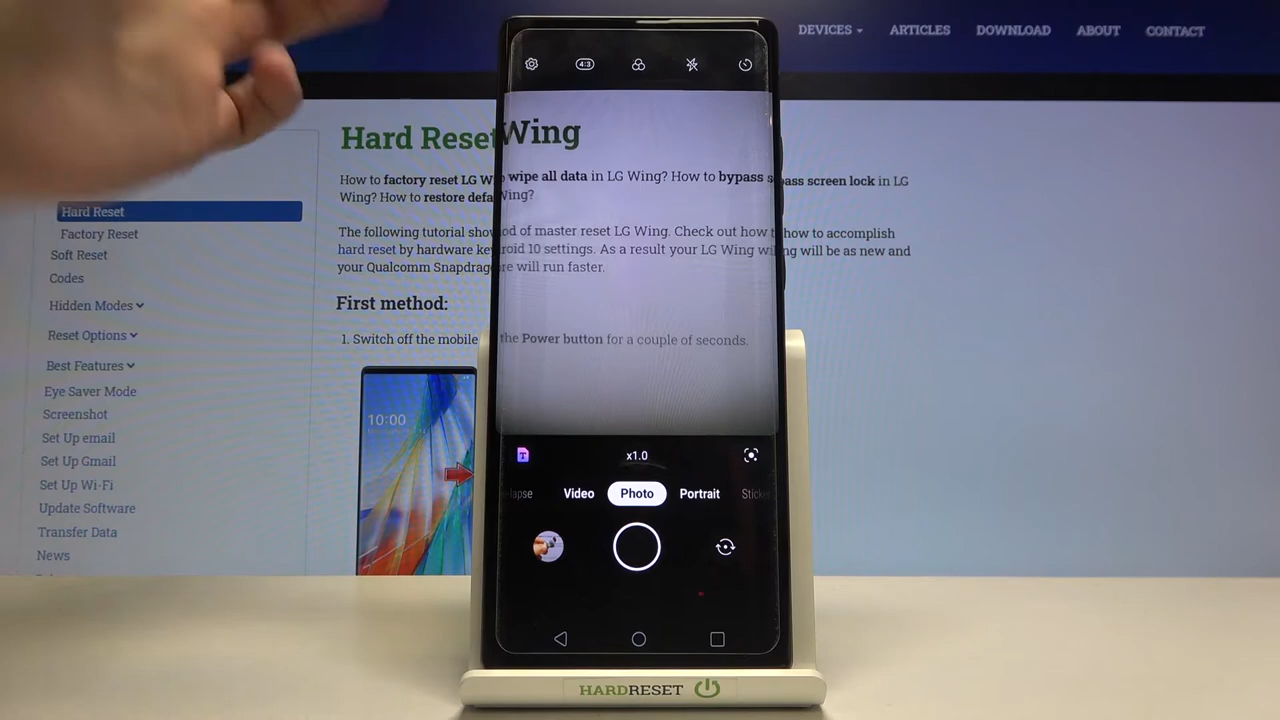 DEVICES ARTICLES DOWNLOAD ABOUT CONTACT
4:3
Hard Reset Wing
How to factory reset LG W wipe all data in LG Wing? How to bypass s pass screen lock in LG
Wing? How to restore defa Wing?
The following tutorial sho od of master reset LG Wing. Check out how t how to accomplish
hard reset by hardware key roid 10 settings. As a result your LG Wing wi ng will be as new and
your Qualcomm Snapdrag re will run faster.
First method:
1. Switch off the mobile the Power button for a couple of seconds.
Hard Reset
Factory Reset
Soft Reset
Codes
Hidden Modes
Reset Options
Best Features
Eye Saver Mode
Screenshot
Set Up email
Set Up Gmail
Set Up Wi-Fi
Update Software
Transfer Data
News
10:00
T
x1.0
lapse Video Photo Portrait Sticke
HARDRESET